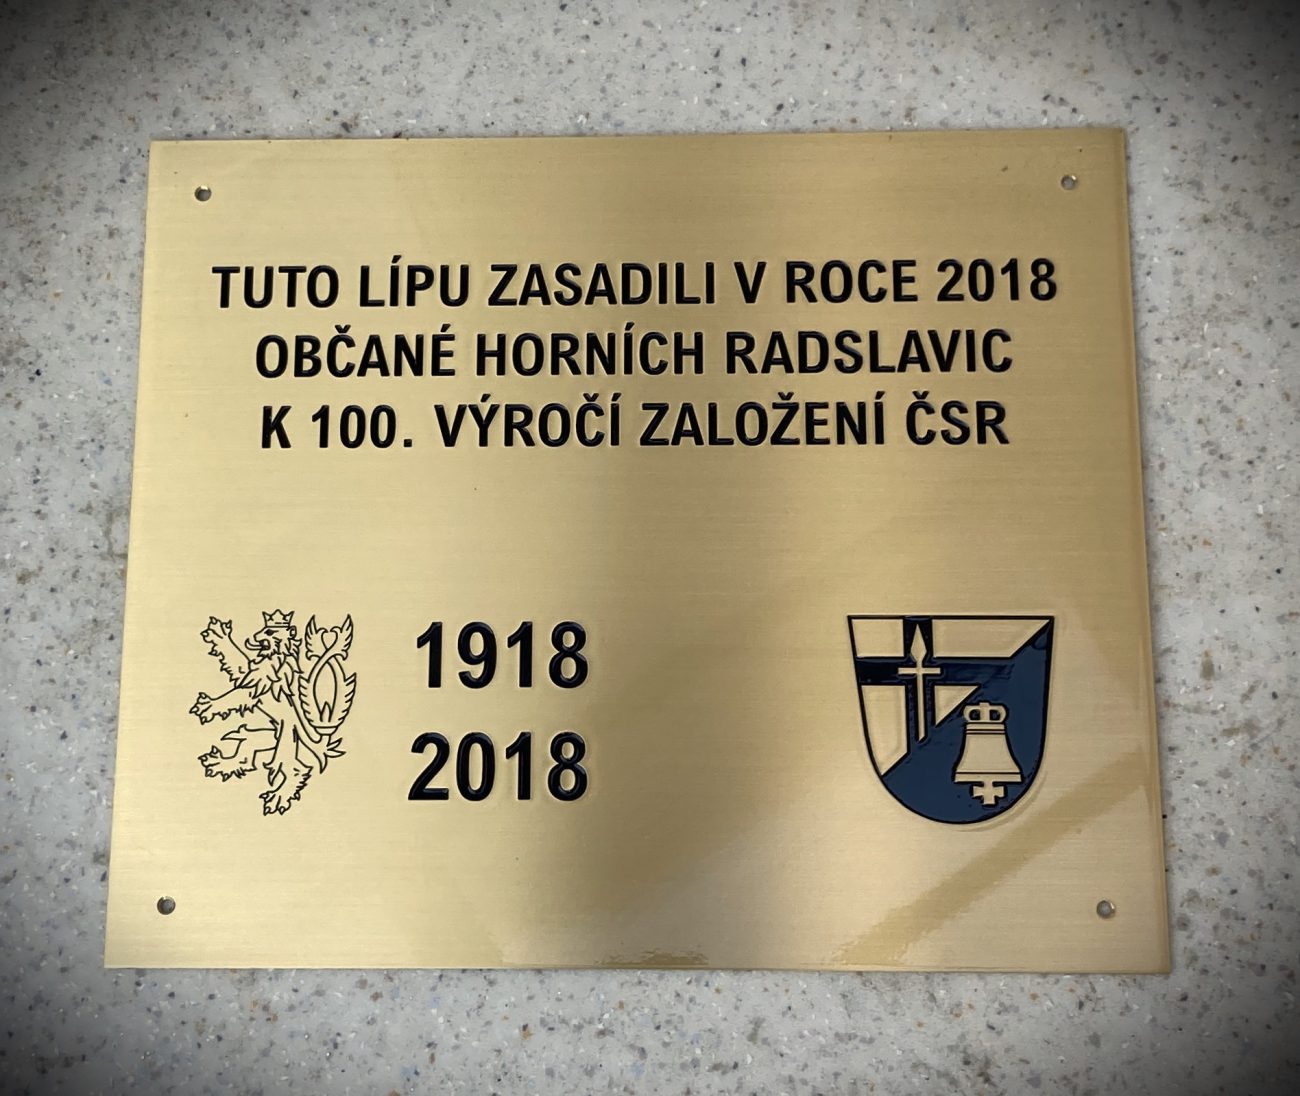 TUTO LÍPU ZASADILI V ROCE 2018
OBČANÉ HORNÍCH RADSLAVIC
K 100. VÝROČÍ ZALOŽENÍ ČSR
1918
2018